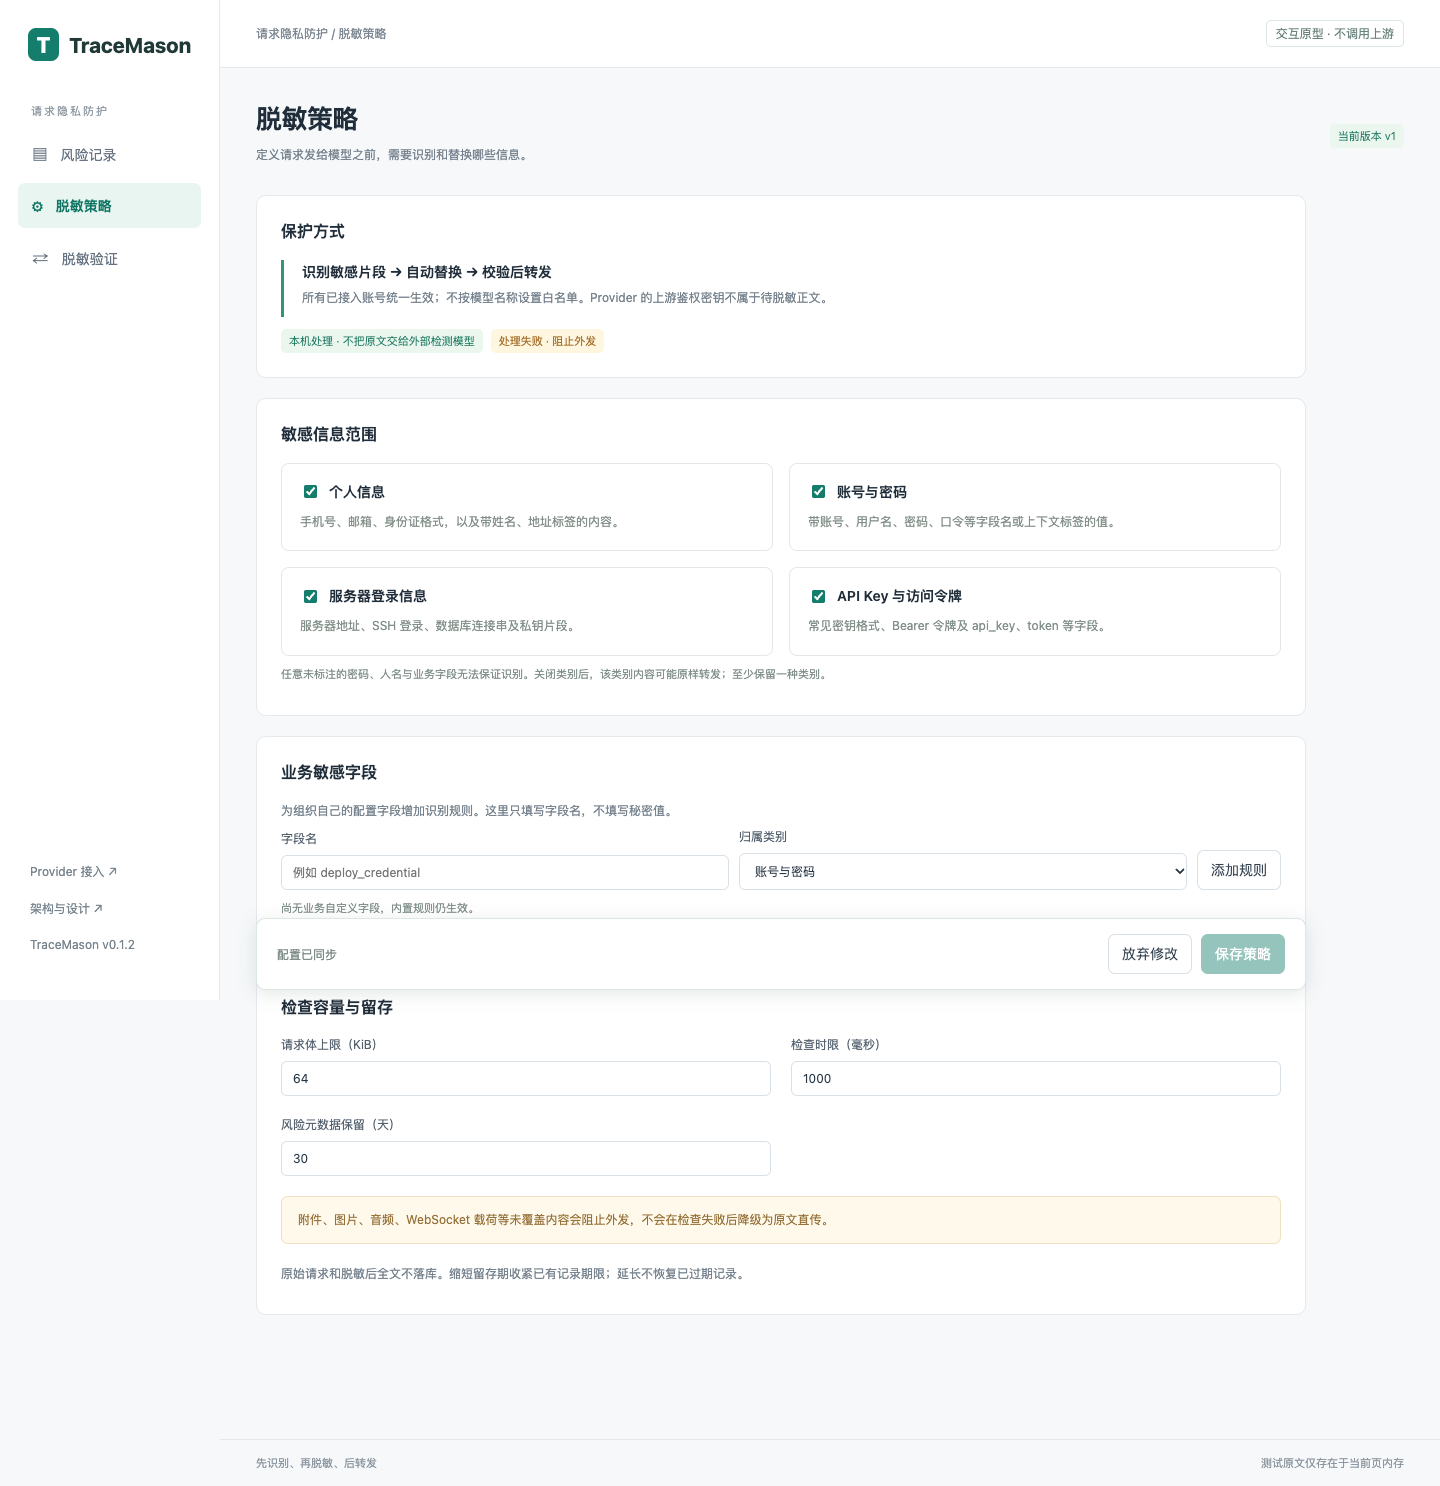 T TraceMason
请求隐私防护 / 脱敏策略
交互原型 · 不调用上游
请求隐私防护
风险记录
脱敏策略
脱敏验证
脱敏策略
当前版本 v1
定义请求发给模型之前，需要识别和替换哪些信息。
保护方式
识别敏感片段 → 自动替换 → 校验后转发
所有已接入账号统一生效；不按模型名称设置白名单。Provider 的上游鉴权密钥不属于待脱敏正文。
本机处理 · 不把原文交给外部检测模型
处理失败 · 阻止外发
敏感信息范围
个人信息
手机号、邮箱、身份证格式，以及带姓名、地址标签的内容。
账号与密码
带账号、用户名、密码、口令等字段名或上下文标签的值。
服务器登录信息
服务器地址、SSH 登录、数据库连接串及私钥片段。
API Key 与访问令牌
常见密钥格式、Bearer 令牌及 api_key、token 等字段。
任意未标注的密码、人名与业务字段无法保证识别。关闭类别后，该类别内容可能原样转发；至少保留一种类别。
业务敏感字段
为组织自己的配置字段增加识别规则。这里只填写字段名，不填写秘密值。
字段名
归属类别
例如 deploy_credential
账号与密码
添加规则
尚无业务自定义字段，内置规则仍生效。
配置已同步
放弃修改
保存策略
检查容量与留存
请求体上限（KiB）
检查时限（毫秒）
64
1000
风险元数据保留（天）
30
附件、图片、音频、WebSocket 载荷等未覆盖内容会阻止外发，不会在检查失败后降级为原文直传。
原始请求和脱敏后全文不落库。缩短留存期收紧已有记录期限；延长不恢复已过期记录。
Provider 接入 ↗
架构与设计 ↗
TraceMason v0.1.2
先识别、再脱敏、后转发
测试原文仅存在于当前页内存